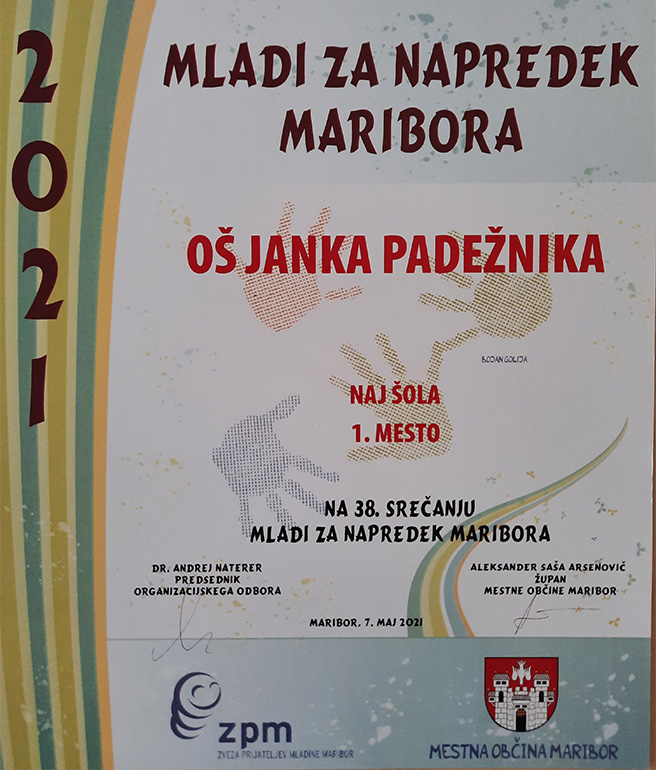 2021
MLADI ZA NAPREDEK
MARIBORA
OŠ JANKA PADEŽNIKA
BOJAN GOLIJA
NAJ ŠOLA
1. MESTO
NA 38. SREČANJU
MLADI ZA NAPREDEK MARIBORA
DR. ANDREJ NATERER
PREDSEDNIK
ORGANIZACIJSKEGA ODBORA
ALEKSANDER SAŠA ARSENOVIČ
ŽUPAN
MESTNE OBČINE MARIBOR
MARIBOR, 7. MAJ 2021
zpm
ZVEZA PRIJATELJEV MLADINE MARIBOR
MESTNA OBČINA MARIBOR